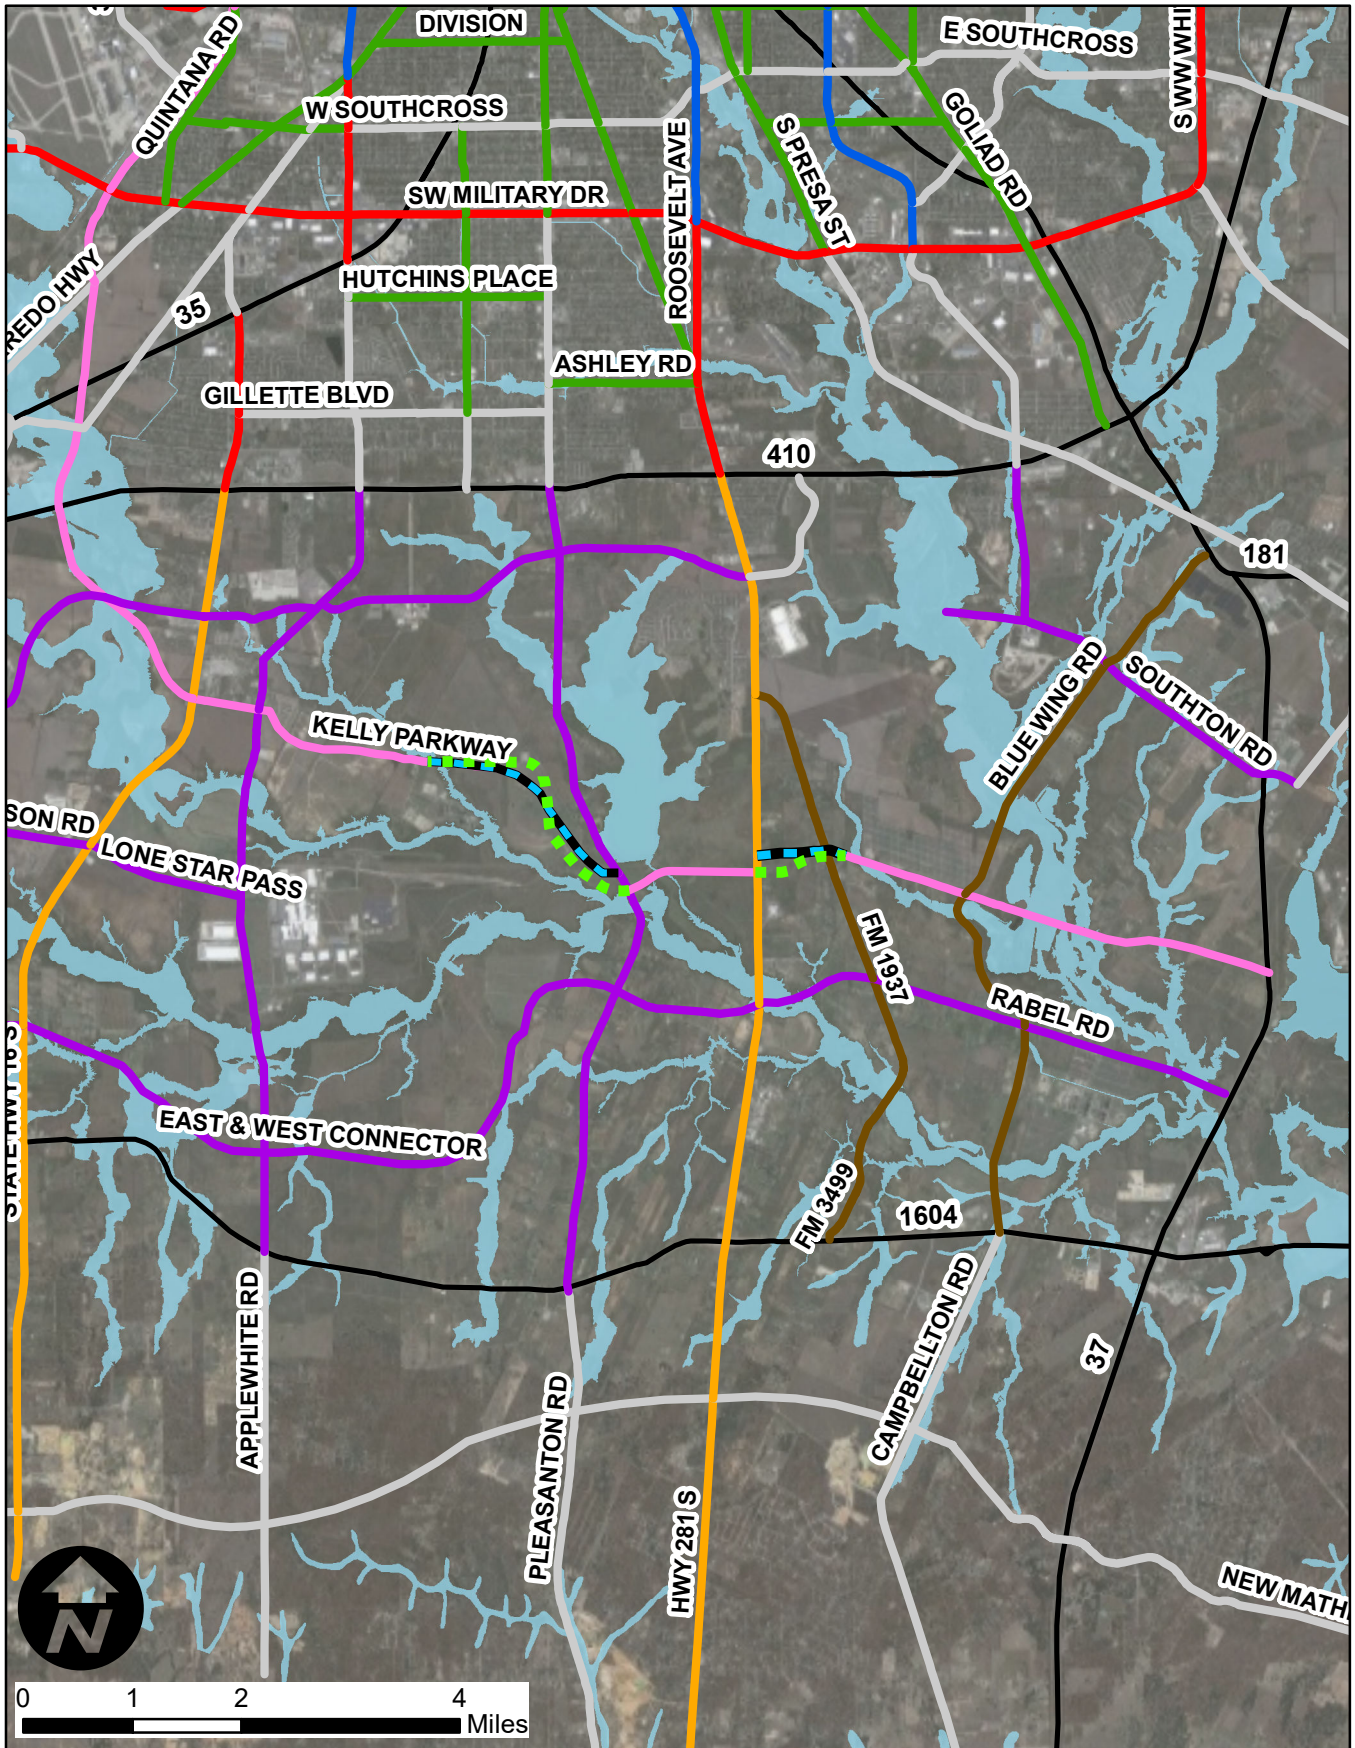 DIVISION
E SOUTHCROSS
QUINTANA RD
S WW WHI
W SOUTHCROSS
GOLIAD RD
S PRESA ST
ROOSEVELT AVE
SW MILITARY DR
HUTCHINS PLACE
REDO HWY
35
ASHLEY RD
GILLETTE BLVD
410
181
BLUE WING RD
SOUTHTON RD
KELLY PARKWAY
SON RD
LONE STAR PASS
FM 1937
RABEL RD
STATE HWY 16 S
EAST & WEST CONNECTOR
FM 3499
1604
APPLEWHITE RD
CAMPBELLTON RD
37
PLEASANTON RD
HWY 281 S
NEW MATH
N
0 1 2 4
Miles